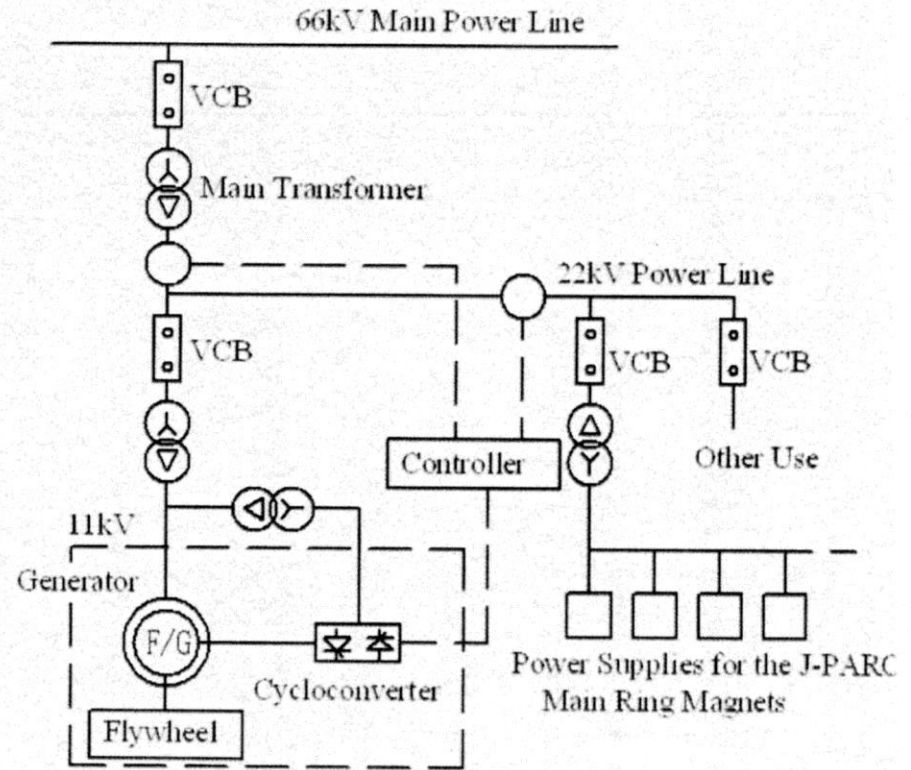 66kV Main Power Line
VCB
Main Transformer
22kV Power Line
VCB
VCB
VCB
Controller
Other Use
11kV
Generator
F/G
Cycloconverter
Flywheel
Power Supplies for the J-PARC
Main Ring Magnets